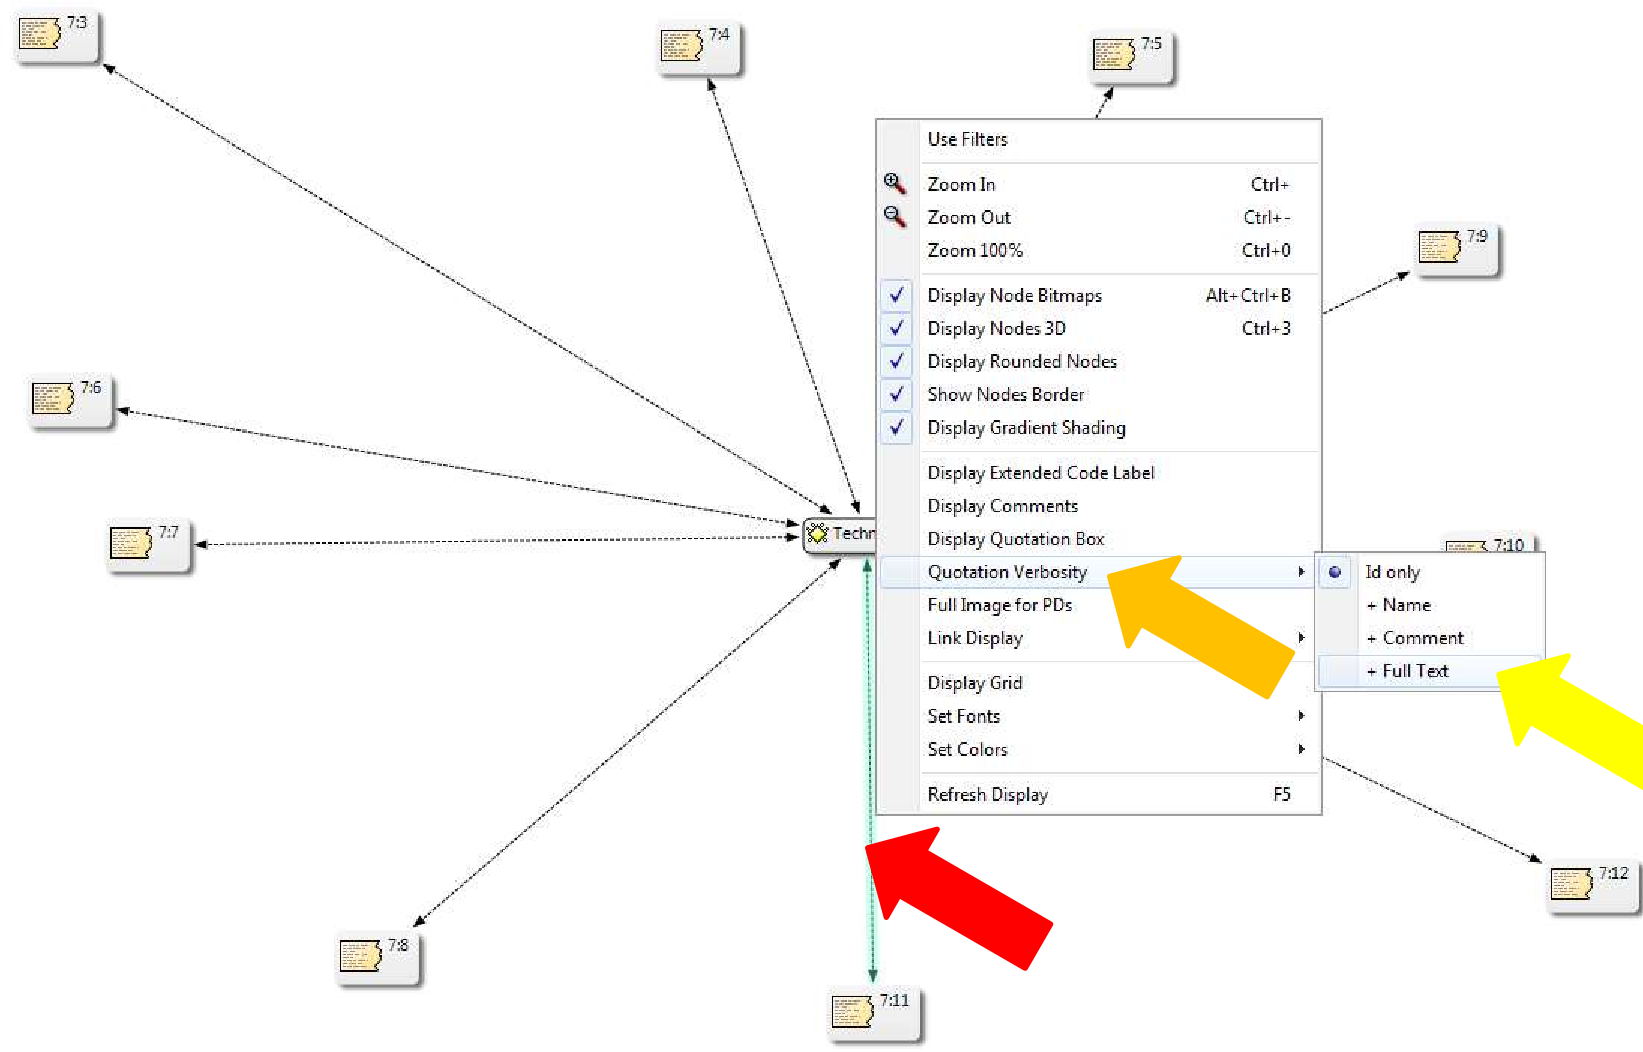 7:3
7:4
7:5
Use Filters
Zoom In Ctrl+
Zoom Out Ctrl+-
Zoom 100% Ctrl+0
7:9
Display Node Bitmaps Alt+Ctrl+B
Display Nodes 3D Ctrl+3
Display Rounded Nodes
7:6
Show Nodes Border
Display Gradient Shading
Display Extended Code Label
Display Comments
7:7
Techn
Display Quotation Box
7:10
Quotation Verbosity
Id only
Full Image for PDs
+ Name
Link Display
+ Comment
+ Full Text
Display Grid
Set Fonts
Set Colors
Refresh Display F5
7:12
7:8
7:11